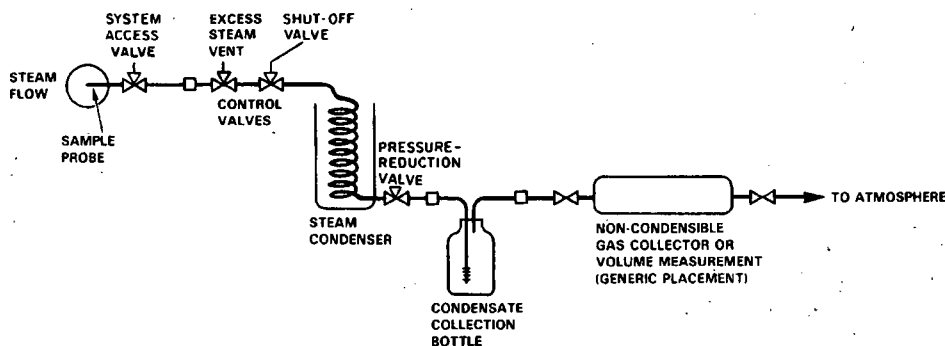 SYSTEM
ACCESS
VALVE
EXCESS
STEAM
VENT
SHUT-OFF
VALVE
STEAM
FLOW
CONTROL
VALVES
SAMPLE
PROBE
PRESSURE-
REDUCTION
VALVE
STEAM
CONDENSER
TO ATMOSPHERE
NON-CONDENSIBLE
GAS COLLECTOR OR
VOLUME MEASUREMENT
(GENERIC PLACEMENT)
CONDENSATE
COLLECTION
BOTTLE